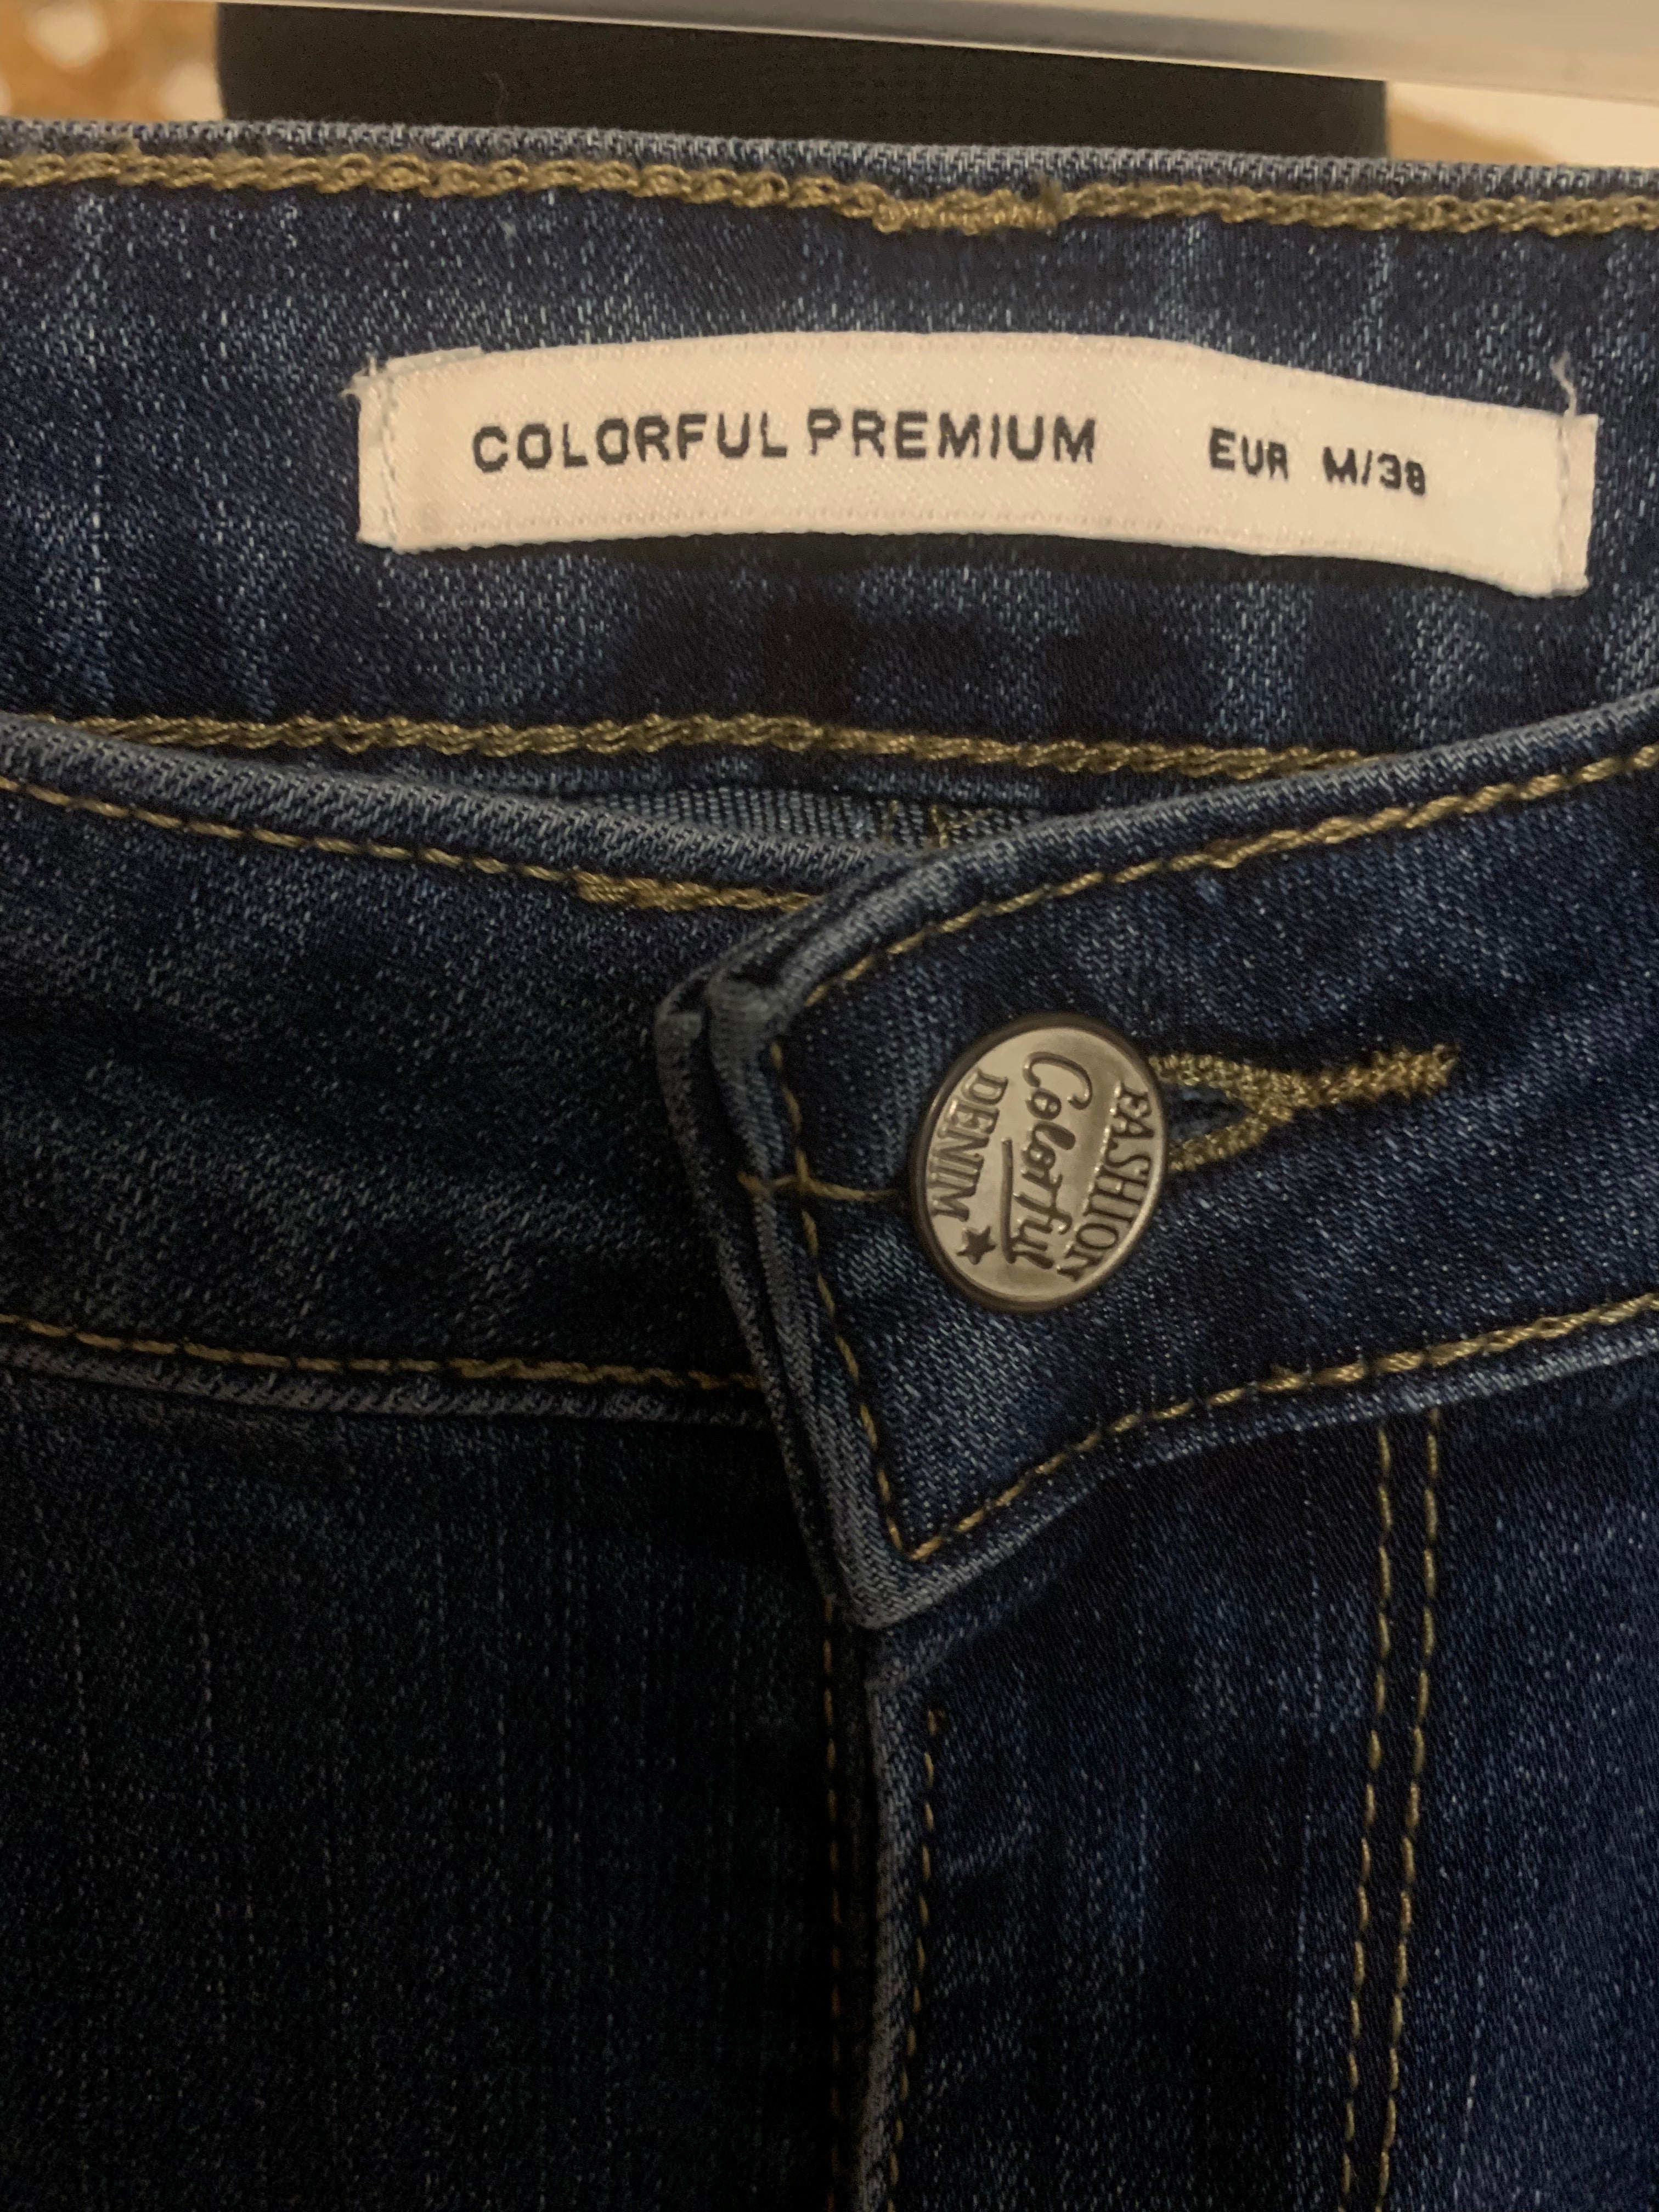 COLORFUL PREMIUM EUR M/38
FASHION
Colorful
DENIM